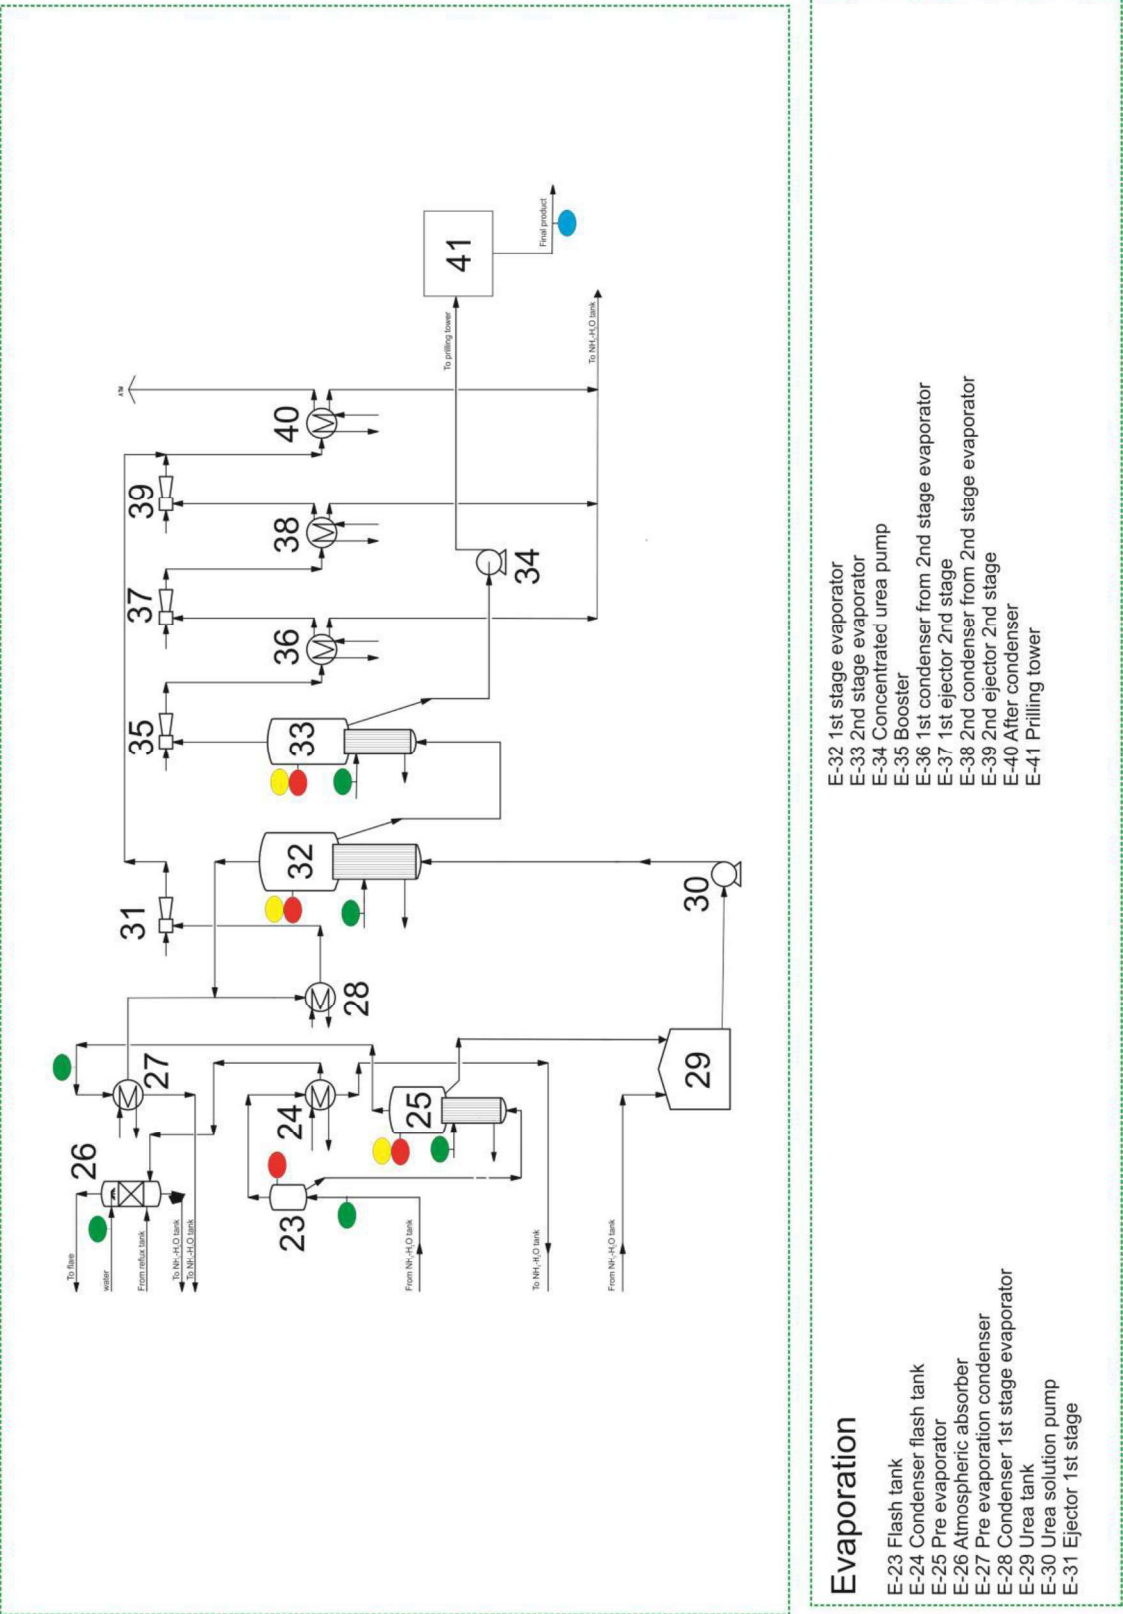 To flare
water
From reflux tank
To NH₃-H₂O tank
To NH₃-H₂O tank
From NH₃-H₂O tank
To NH₃-H₂O tank
From NH₃-H₂O tank
26
27
23
24
25
28
29
30
31
32
33
34
35
36
37
38
39
40
ATM
To prilling tower
41
Final product
To NH₃-H₂O tank
Evaporation
E-23 Flash tank
E-24 Condenser flash tank
E-25 Pre evaporator
E-26 Atmospheric absorber
E-27 Pre evaporation condenser
E-28 Condenser 1st stage evaporator
E-29 Urea tank
E-30 Urea solution pump
E-31 Ejector 1st stage
E-32 1st stage evaporator
E-33 2nd stage evaporator
E-34 Concentrated urea pump
E-35 Booster
E-36 1st condenser from 2nd stage evaporator
E-37 1st ejector 2nd stage
E-38 2nd condenser from 2nd stage evaporator
E-39 2nd ejector 2nd stage
E-40 After condenser
E-41 Prilling tower